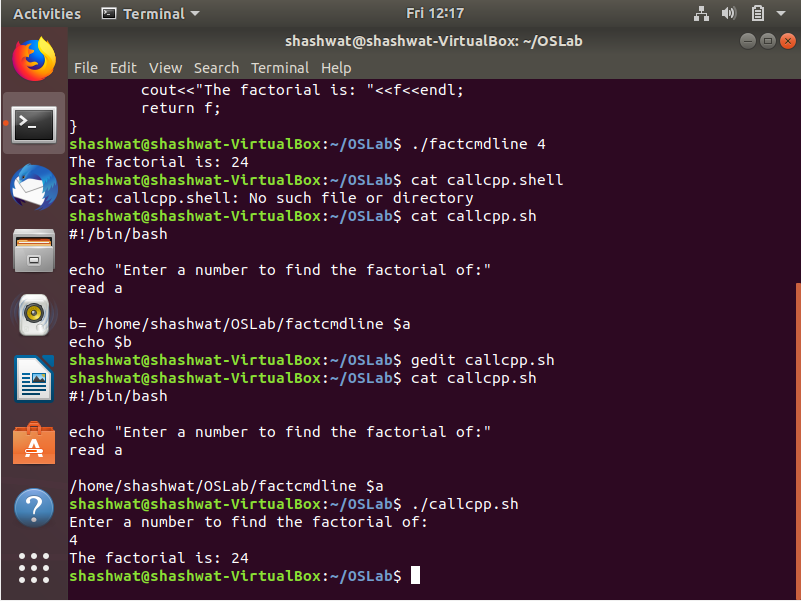 Activities Terminal Fri 12:17
shashwat@shashwat-VirtualBox: ~/OSLab
File Edit View Search Terminal Help
        cout<<"The factorial is: "<<f<<endl;
        return f;
}
shashwat@shashwat-VirtualBox:~/OSLab$ ./factcmdline 4
The factorial is: 24
shashwat@shashwat-VirtualBox:~/OSLab$ cat callcpp.shell
cat: callcpp.shell: No such file or directory
shashwat@shashwat-VirtualBox:~/OSLab$ cat callcpp.sh
#!/bin/bash

echo "Enter a number to find the factorial of:"
read a

b= /home/shashwat/OSLab/factcmdline $a
echo $b
shashwat@shashwat-VirtualBox:~/OSLab$ gedit callcpp.sh
shashwat@shashwat-VirtualBox:~/OSLab$ cat callcpp.sh
#!/bin/bash

echo "Enter a number to find the factorial of:"
read a

/home/shashwat/OSLab/factcmdline $a
shashwat@shashwat-VirtualBox:~/OSLab$ ./callcpp.sh
Enter a number to find the factorial of:
4
The factorial is: 24
shashwat@shashwat-VirtualBox:~/OSLab$